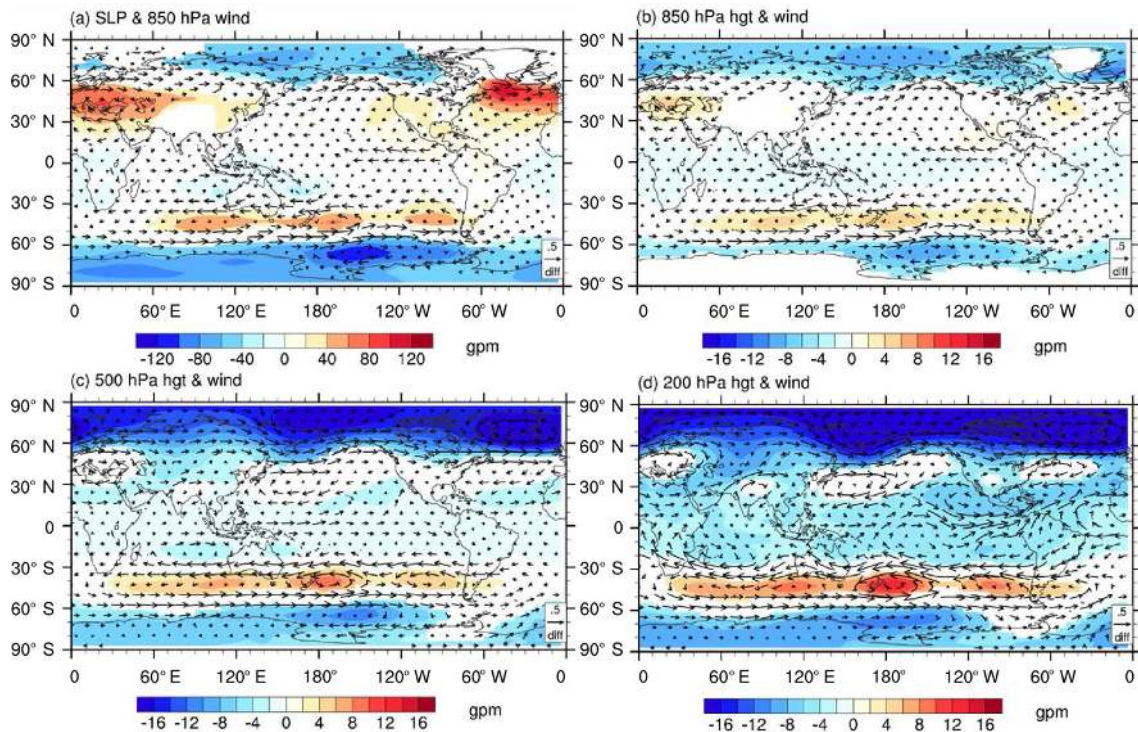 (a) SLP & 850 hPa wind
(b) 850 hPa hgt & wind
90° N
60° N
30° N
0
30° S
60° S
90° S
.5
diff
0
60° E
120° E
180°
120° W
60° W
0
-120 -80 -40 0 40 80 120
gpm
90° N
60° N
30° N
0
30° S
60° S
90° S
.5
diff
0
60° E
120° E
180°
120° W
60° W
0
-16 -12 -8 -4 0 4 8 12 16
gpm
(c) 500 hPa hgt & wind
(d) 200 hPa hgt & wind
90° N
60° N
30° N
0
30° S
60° S
90° S
.5
diff
0
60° E
120° E
180°
120° W
60° W
0
-16 -12 -8 -4 0 4 8 12 16
gpm
90° N
60° N
30° N
0
30° S
60° S
90° S
.5
diff
0
60° E
120° E
180°
120° W
60° W
0
-16 -12 -8 -4 0 4 8 12 16
gpm